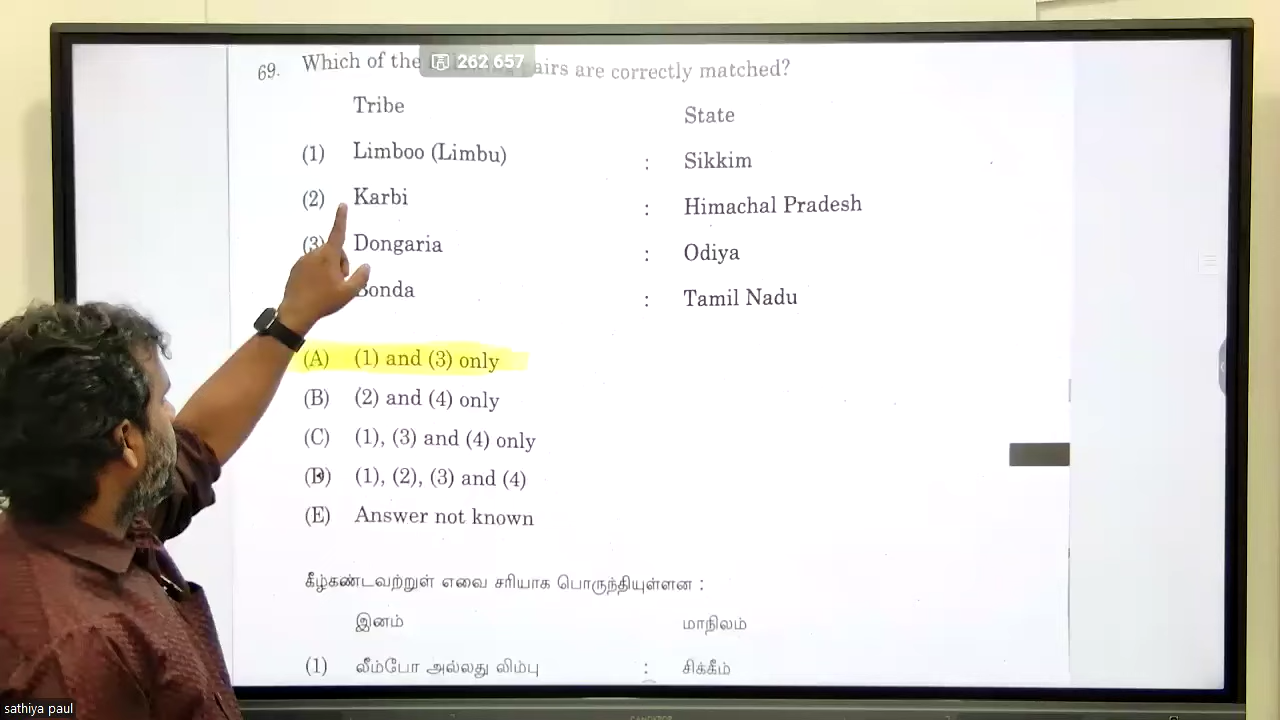 262 657
69. Which of the airs are correctly matched?
Tribe State
(1) Limboo (Limbu) : Sikkim
(2) Karbi : Himachal Pradesh
(3) Dongaria : Odiya
Bonda : Tamil Nadu
(A) (1) and (3) only
(B) (2) and (4) only
(C) (1), (3) and (4) only
(D) (1), (2), (3) and (4)
(E) Answer not known
கீழ்கண்டவற்றுள் எவை சரியாக பொருந்தியுள்ளன :
இனம் மாநிலம்
(1) லீம்போ அல்லது லிம்பு : சிக்கீம்
sathiya paul